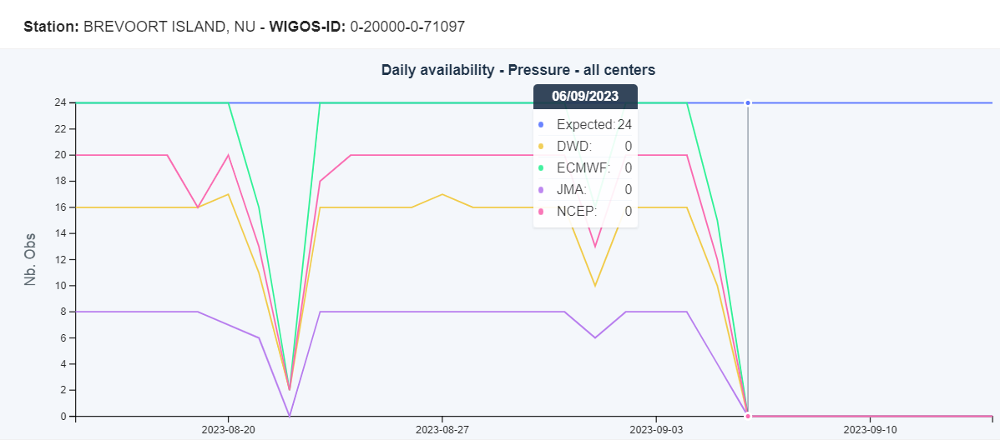 Station: BREVOORT ISLAND, NU - WIGOS-ID: 0-20000-0-71097
Daily availability - Pressure - all centers
06/09/2023
Expected: 24
DWD: 0
ECMWF: 0
JMA: 0
NCEP: 0
Nb. Obs
24
22
20
18
16
14
12
10
8
6
4
2
0
2023-08-20 2023-08-27 2023-09-03 2023-09-10